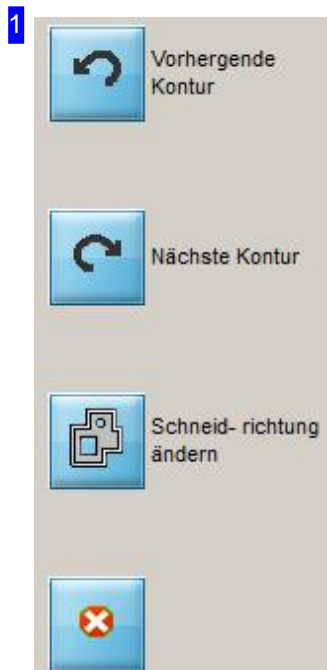 1
Vorhergende
Kontur
Nächste Kontur
Schneid- richtung
ändern